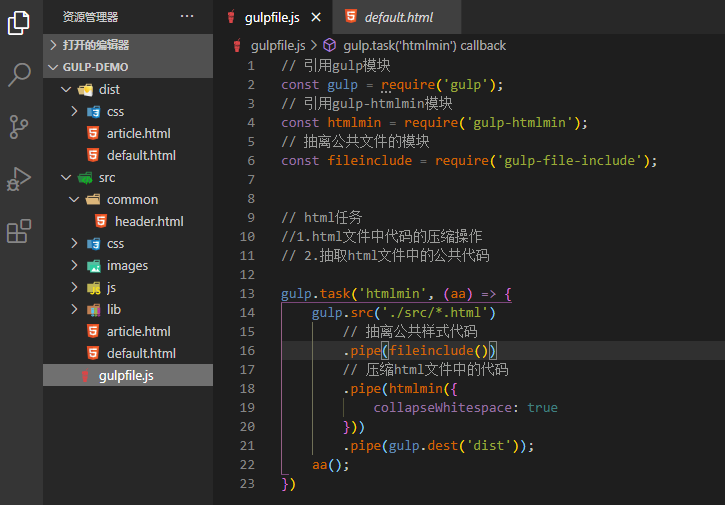 资源管理器
打开的编辑器
GULP-DEMO
dist
css
article.html
default.html
src
common
header.html
css
images
js
lib
article.html
default.html
gulpfile.js
gulpfile.js
default.html
gulpfile.js > gulp.task('htmlmin') callback
1 // 引用gulp模块
2 const gulp = require('gulp');
3 // 引用gulp-htmlmin模块
4 const htmlmin = require('gulp-htmlmin');
5 // 抽离公共文件的模块
6 const fileinclude = require('gulp-file-include');
7
8
9 // html任务
10 //1.html文件中代码的压缩操作
11 // 2.抽取html文件中的公共代码
12
13 gulp.task('htmlmin', (aa) => {
14 gulp.src('./src/*.html')
15 // 抽离公共样式代码
16 .pipe(fileinclude())
17 // 压缩html文件中的代码
18 .pipe(htmlmin({
19 collapseWhitespace: true
20 }))
21 .pipe(gulp.dest('dist'));
22 aa();
23 })